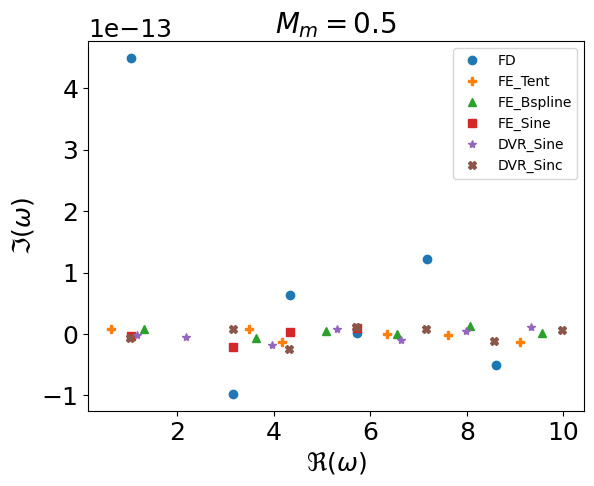 M_m = 0.5
1e−13
FD
FE_Tent
FE_Bspline
FE_Sine
DVR_Sine
DVR_Sinc
4
3
2
1
0
−1
ℑ(ω)
2 4 6 8 10
ℜ(ω)